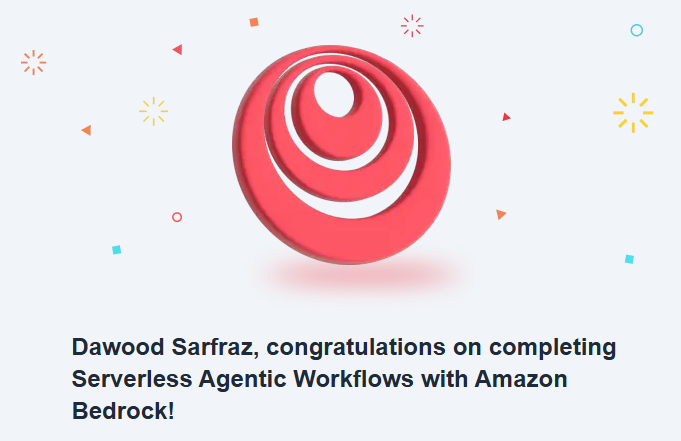 Dawood Sarfraz, congratulations on completing
Serverless Agentic Workflows with Amazon
Bedrock!